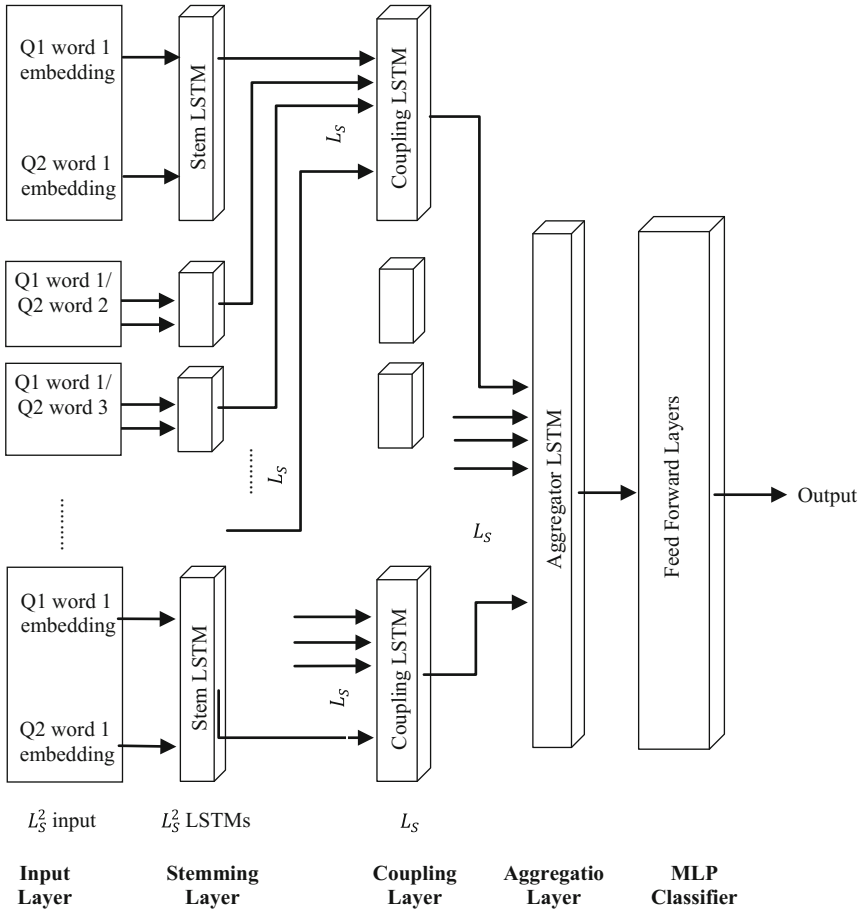 Q1 word 1
embedding
Q2 word 1
embedding
Stem LSTM
L_S
Coupling LSTM
Q1 word 1/
Q2 word 2
Q1 word 1/
Q2 word 3
L_S
L_S
Aggregator LSTM
Feed Forward Layers
Output
Q1 word 1
embedding
Q2 word 1
embedding
Stem LSTM
L_S
Coupling LSTM
L_S^2 input
L_S^2 LSTMs
L_S
Input
Layer
Stemming
Layer
Coupling
Layer
Aggregatio
Layer
MLP
Classifier